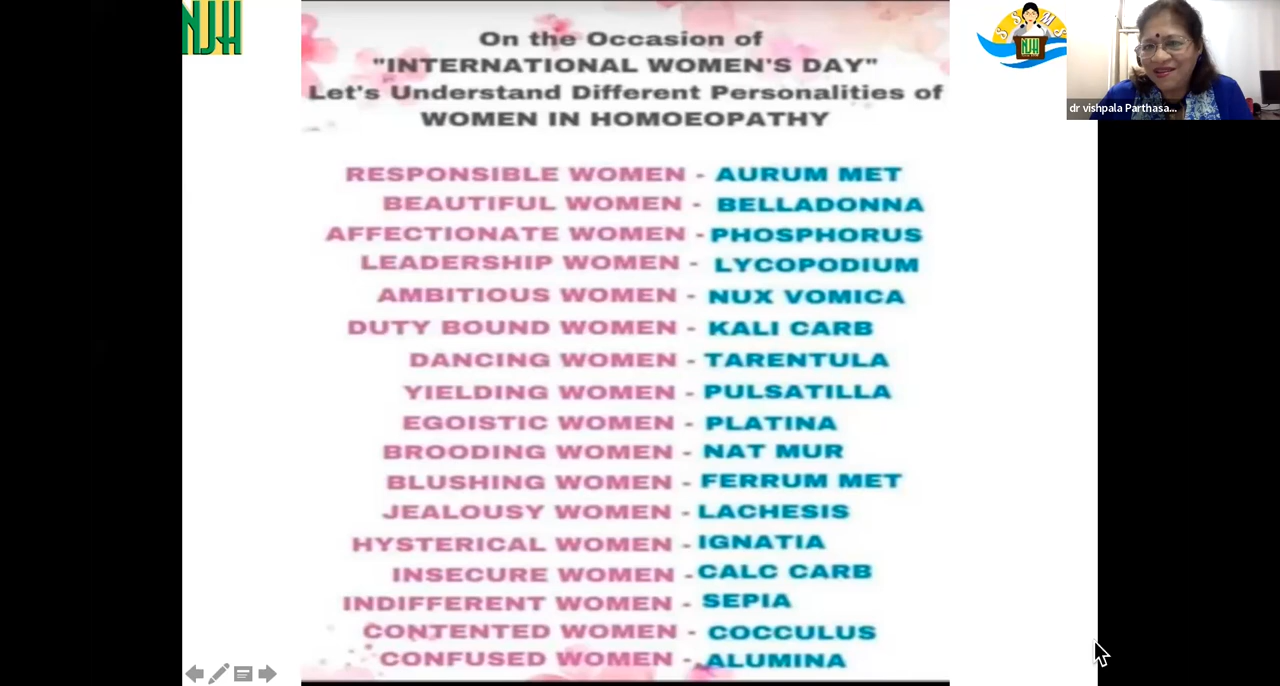 NJH
SSMS
NJH
On the Occasion of
"INTERNATIONAL WOMEN'S DAY"
Let's Understand Different Personalities of
WOMEN IN HOMOEOPATHY
dr vishpala Parthasa...
RESPONSIBLE WOMEN - AURUM MET
BEAUTIFUL WOMEN - BELLADONNA
AFFECTIONATE WOMEN - PHOSPHORUS
LEADERSHIP WOMEN - LYCOPODIUM
AMBITIOUS WOMEN - NUX VOMICA
DUTY BOUND WOMEN - KALI CARB
DANCING WOMEN - TARENTULA
YIELDING WOMEN - PULSATILLA
EGOISTIC WOMEN - PLATINA
BROODING WOMEN - NAT MUR
BLUSHING WOMEN - FERRUM MET
JEALOUSY WOMEN - LACHESIS
HYSTERICAL WOMEN - IGNATIA
INSECURE WOMEN - CALC CARB
INDIFFERENT WOMEN - SEPIA
CONTENTED WOMEN - COCCULUS
CONFUSED WOMEN - ALUMINA